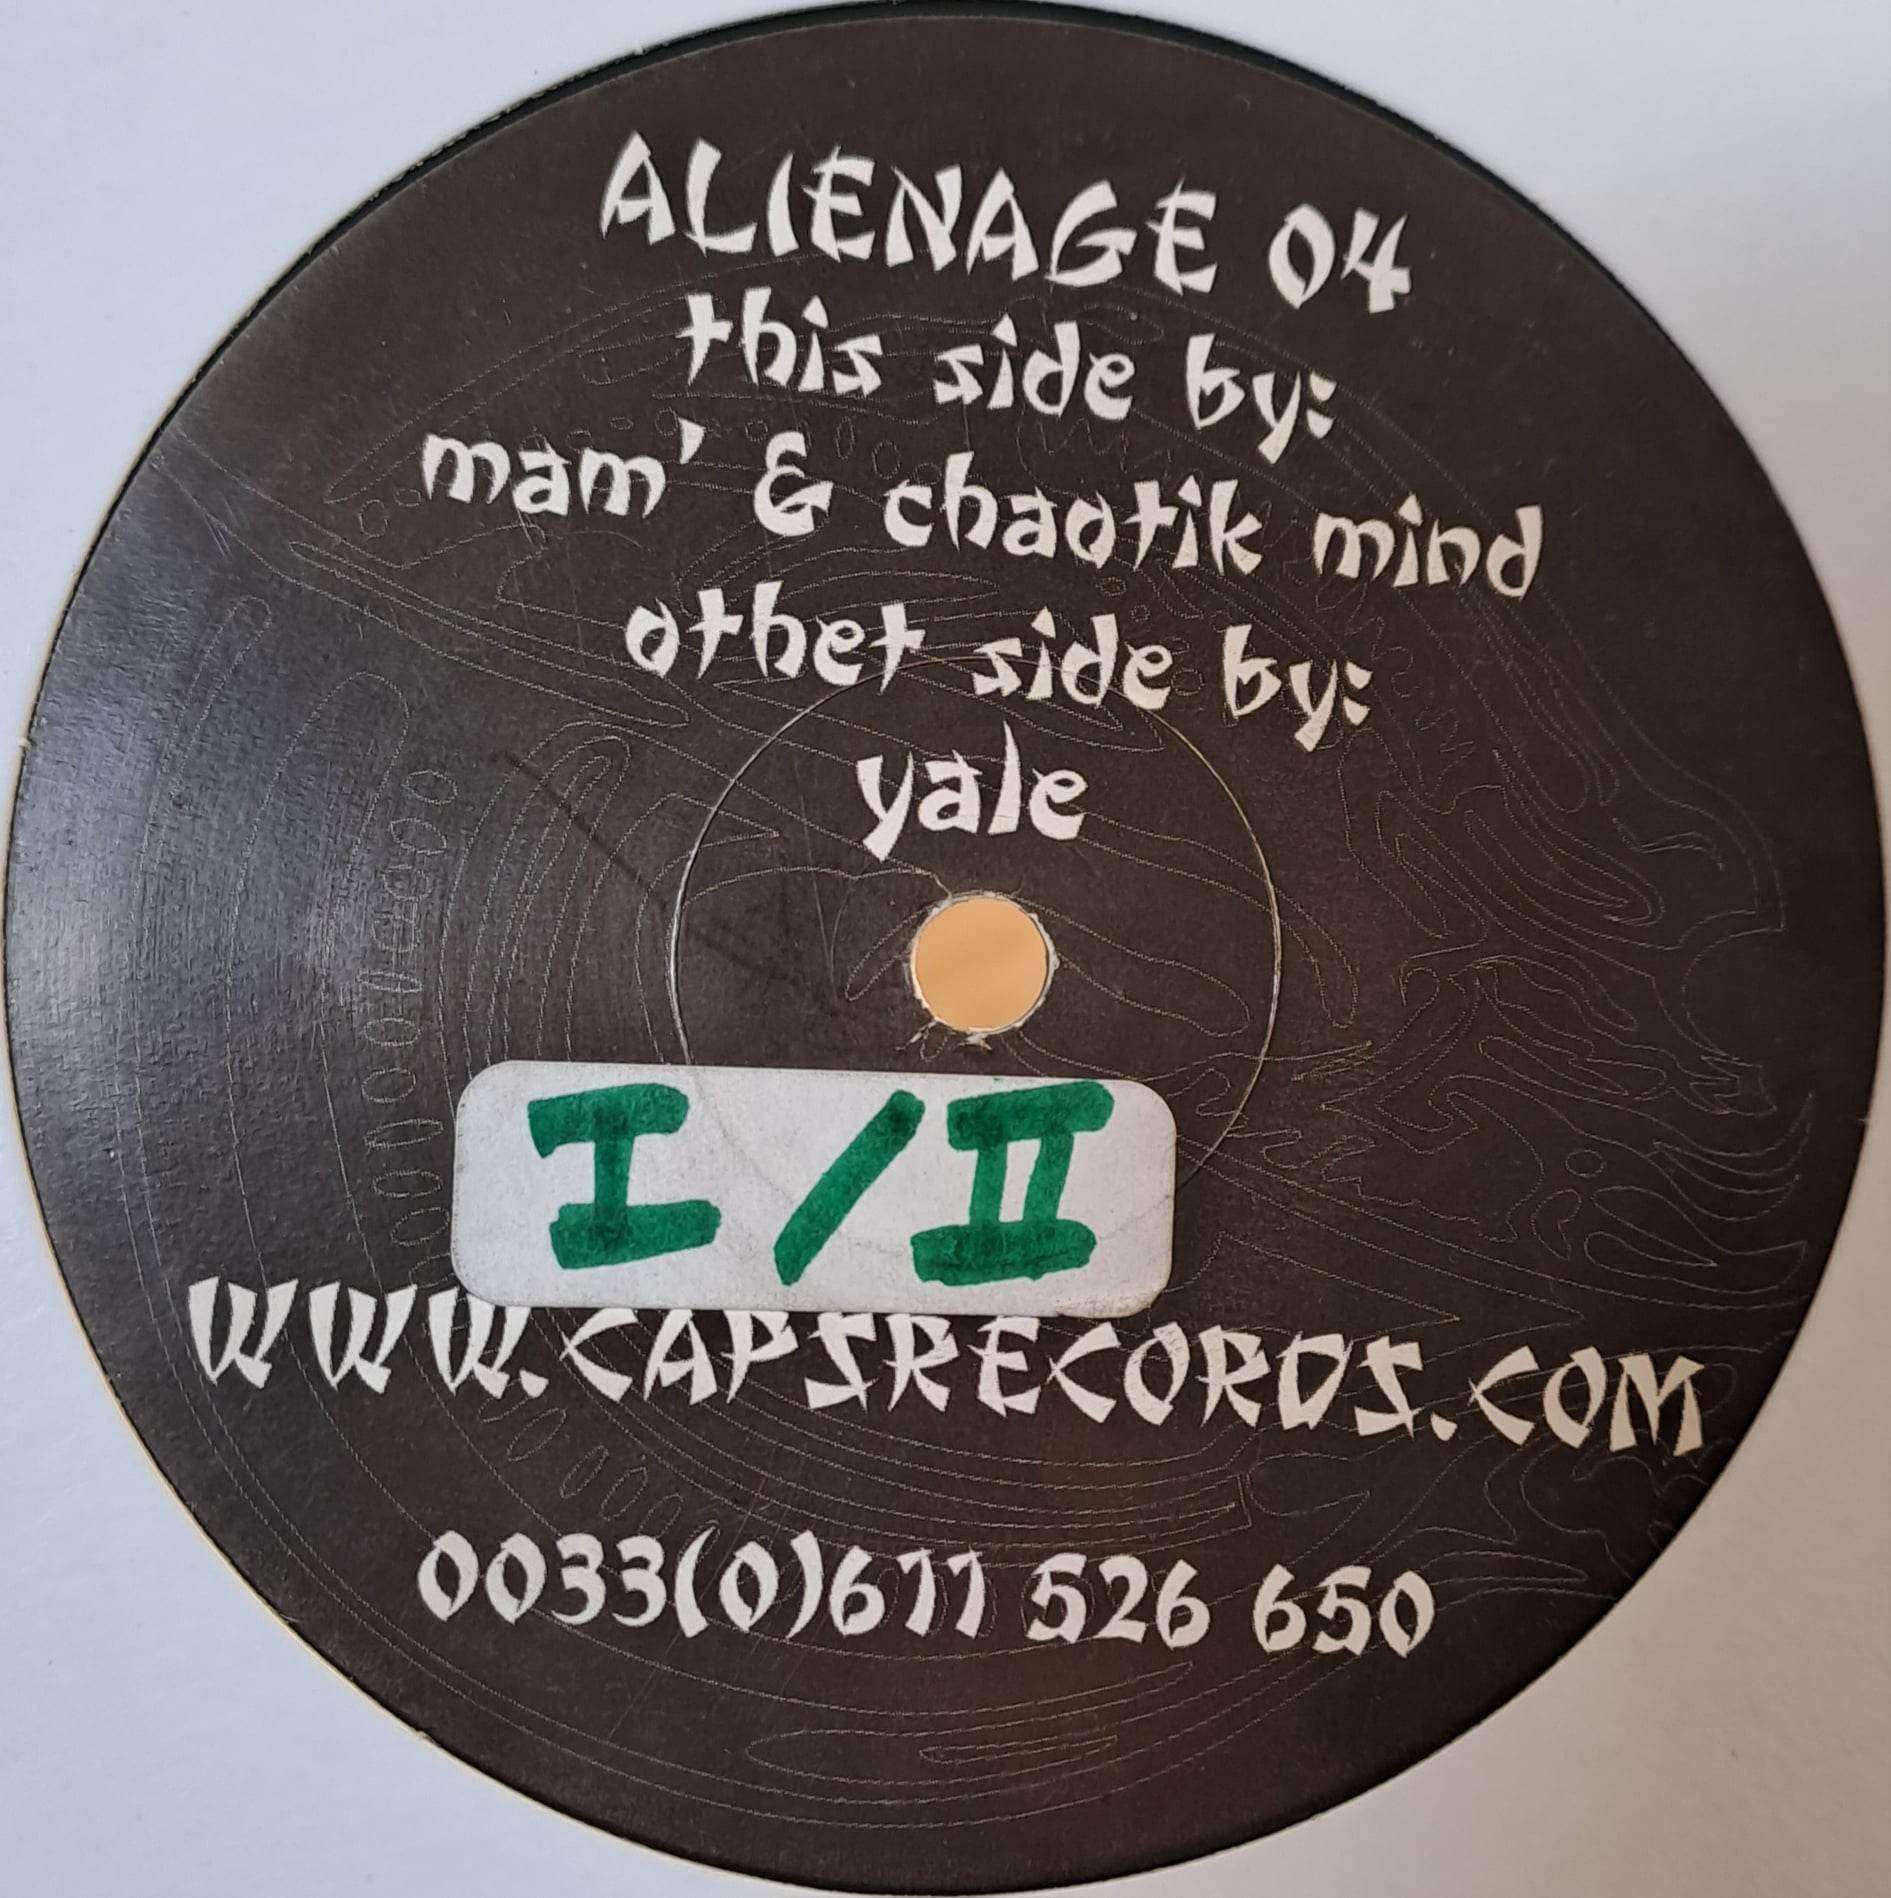 ALIENAGE 04
this side by:
mam' & chaotik mind
othet side by:
yale
I / II
WWW.CAPSRECORDS.COM
0033(0)611 526 650